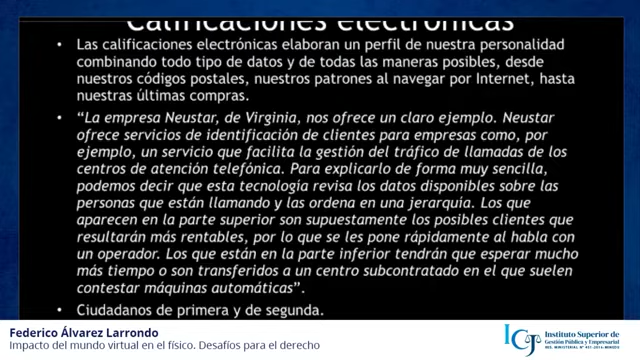 Calificaciones electrónicas
• Las calificaciones electrónicas elaboran un perfil de nuestra personalidad
combinando todo tipo de datos y de todas las maneras posibles, desde
nuestros códigos postales, nuestros patrones al navegar por Internet, hasta
nuestras últimas compras.
• “La empresa Neustar, de Virginia, nos ofrece un claro ejemplo. Neustar
ofrece servicios de identificación de clientes para empresas como, por
ejemplo, un servicio que facilita la gestión del tráfico de llamadas de los
centros de atención telefónica. Para explicarlo de forma muy sencilla,
podemos decir que esta tecnología revisa los datos disponibles sobre las
personas que están llamando y las ordena en una jerarquía. Los que
aparecen en la parte superior son supuestamente los posibles clientes que
resultarán más rentables, por lo que se les pone rápidamente al habla con
un operador. Los que están en la parte inferior tendrán que esperar mucho
más tiempo o son transferidos a un centro subcontratado en el que suelen
contestar máquinas automáticas”.
• Ciudadanos de primera y de segunda.
Federico Álvarez Larrondo
Impacto del mundo virtual en el físico. Desafíos para el derecho
Instituto Superior de
Gestión Pública y Empresarial